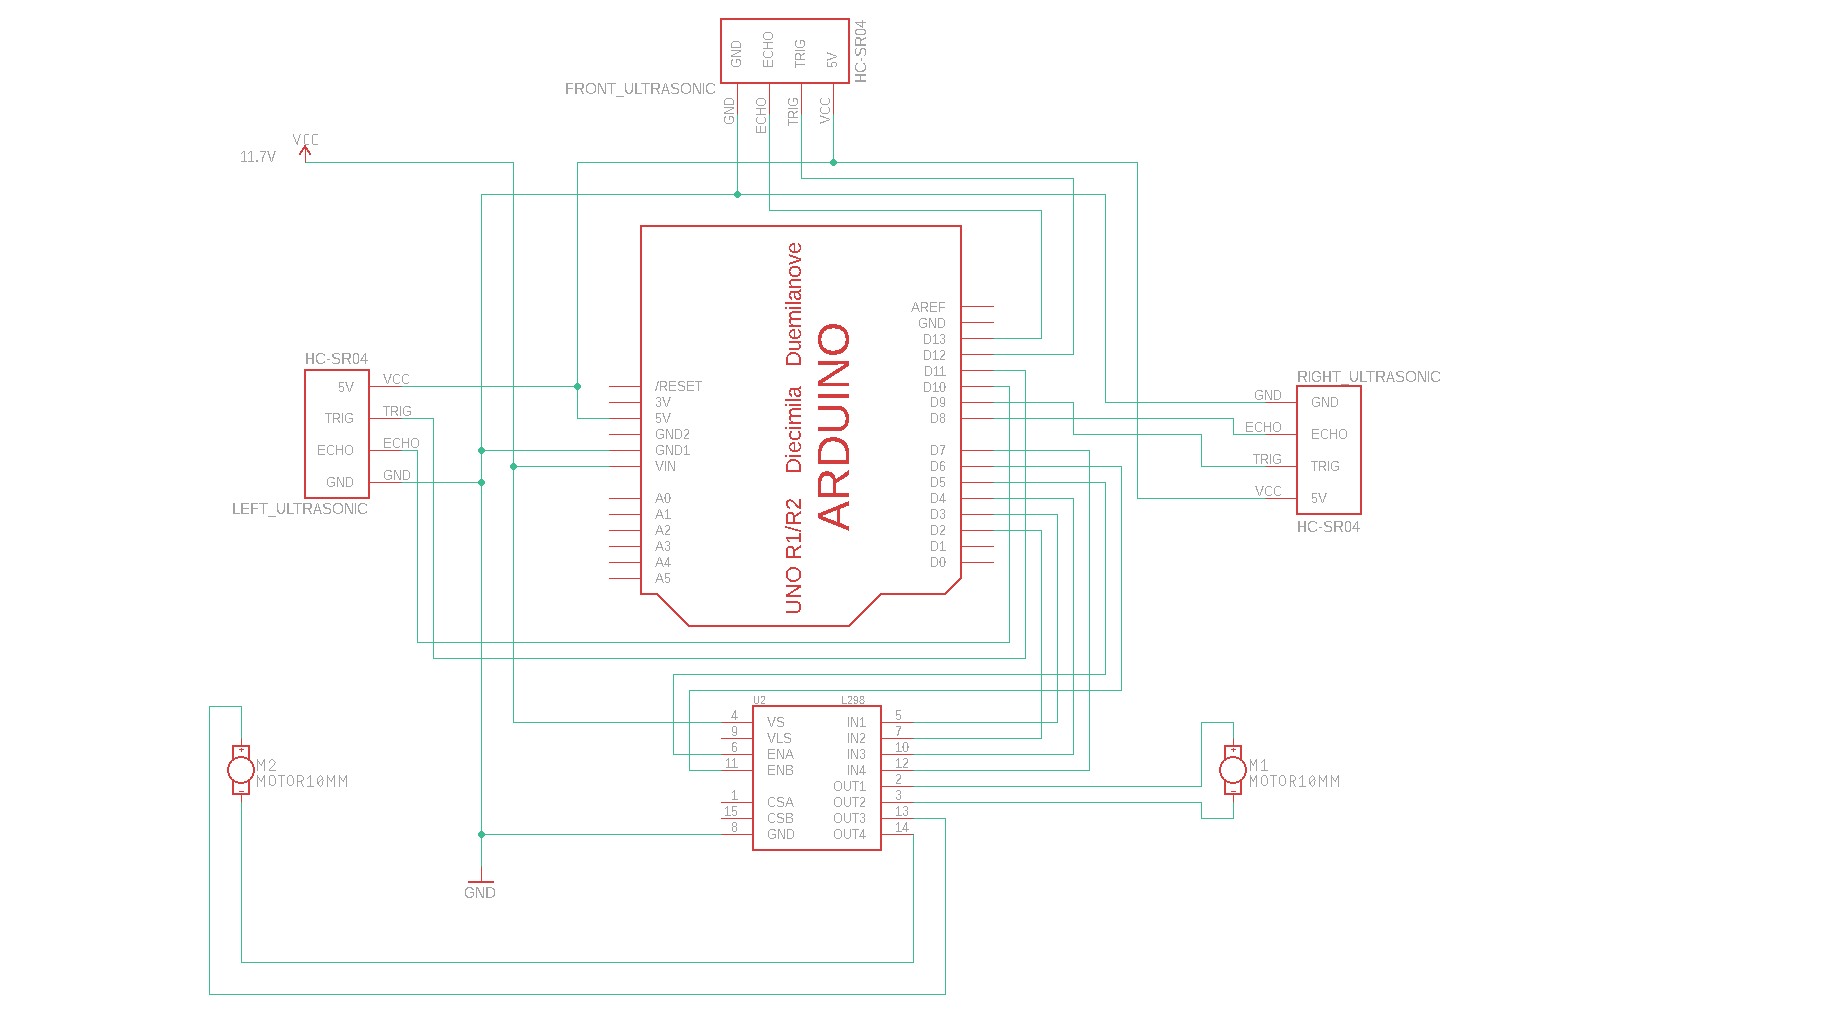 GND
ECHO
TRIG
5V
HC-SR04
FRONT_ULTRASONIC
GND
ECHO
TRIG
VCC
VCC
11.7V
UNO R1/R2 Diecimila Duemilanove
ARDUINO
/RESET
3V
5V
GND2
GND1
VIN
A0
A1
A2
A3
A4
A5
AREF
GND
D13
D12
D11
D10
D9
D8
D7
D6
D5
D4
D3
D2
D1
D0
HC-SR04
5V VCC
TRIG TRIG
ECHO ECHO
GND GND
LEFT_ULTRASONIC
RIGHT_ULTRASONIC
GND GND
ECHO ECHO
TRIG TRIG
VCC 5V
HC-SR04
U2 L298
4 VS IN1 5
9 VLS IN2 7
6 ENA IN3 10
11 ENB IN4 12
OUT1 2
1 CSA OUT2 3
15 CSB OUT3 13
8 GND OUT4 14
+
M2
MOTOR10MM
-
+
M1
MOTOR10MM
-
GND